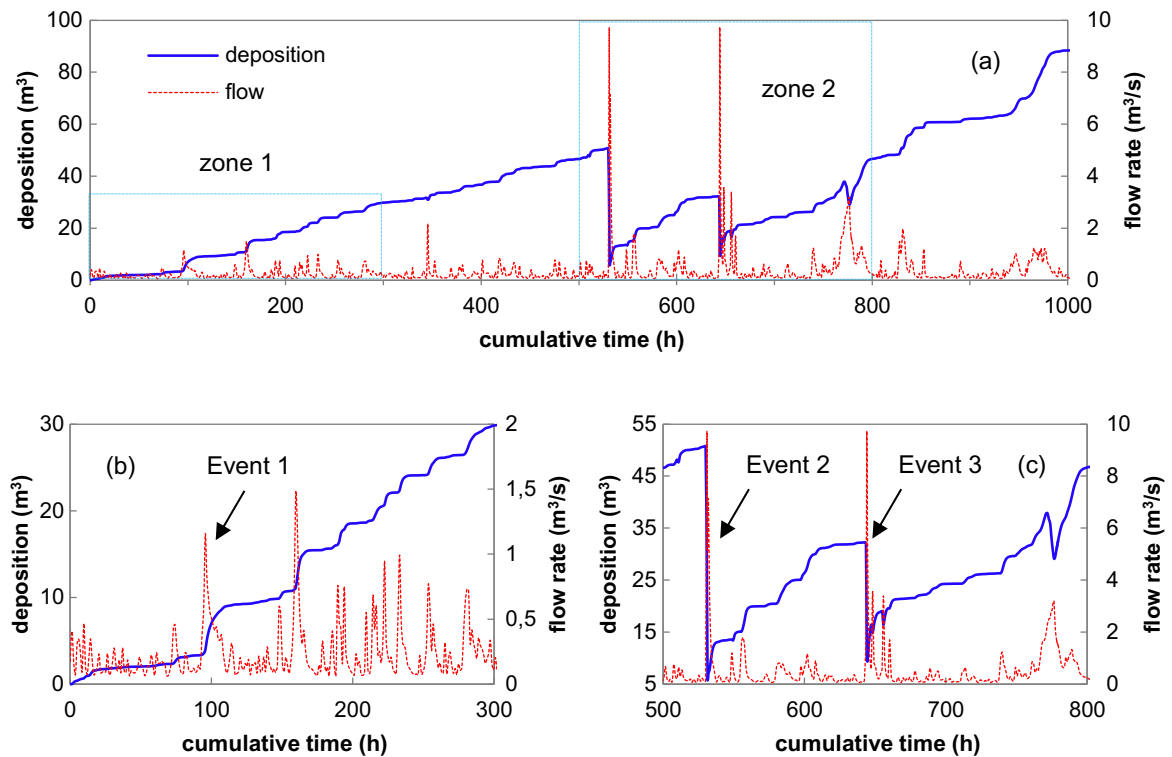 100
80
60
40
20
0
deposition (m³)
deposition
flow
zone 1
zone 2
(a)
10
8
6
4
2
0
flow rate (m³/s)
0
200
400
600
800
1000
cumulative time (h)
30
20
10
0
deposition (m³)
(b)
Event 1
2
1,5
1
0,5
0
flow rate (m³/s)
0
100
200
300
cumulative time (h)
55
45
35
25
15
5
deposition (m³)
Event 2
Event 3
(c)
10
8
6
4
2
0
flow rate (m³/s)
500
600
700
800
cumulative time (h)